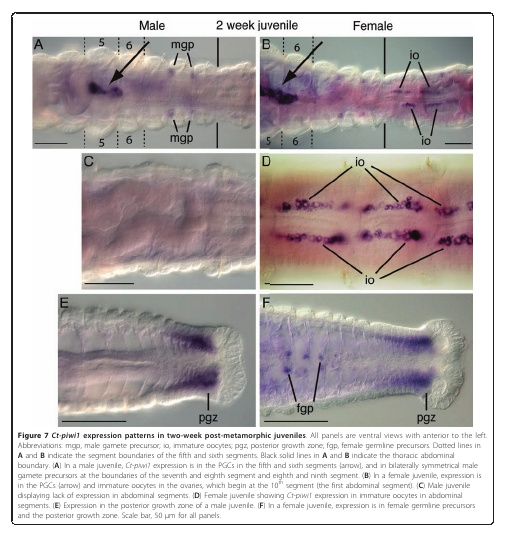 Male 2 week juvenile Female
A 5 6 mgp
B 6 io
5 6 mgp
5 6 io
C
D io
io
E
F
pgz
fgp pgz
Figure 7 Ct-piwi1 expression patterns in two-week post-metamorphic juveniles. All panels are ventral views with anterior to the left.
Abbreviations: mgp, male gamete precursor; io, immature oocytes; pgz, posterior growth zone; fgp, female germline precursors. Dotted lines in
A and B indicate the segment boundaries of the fifth and sixth segments. Black solid lines in A and B indicate the thoracic abdominal
boundary. (A) In a male juvenile, Ct-piwi1 expression is in the PGCs in the fifth and sixth segments (arrow), and in bilaterally symmetrical male
gamete precursors at the boundaries of the seventh and eighth segment and eighth and ninth segment. (B) In a female juvenile, expression is
in the PGCs (arrow) and immature oocytes in the ovaries, which begin at the 10th segment (the first abdominal segment). (C) Male juvenile
displaying lack of expression in abdominal segments. (D) Female juvenile showing Ct-piwi1 expression in immature oocytes in abdominal
segments. (E) Expression in the posterior growth zone of a male juvenile. (F) In a female juvenile, expression is in female germline precursors
and the posterior growth zone. Scale bar, 50 μm for all panels.